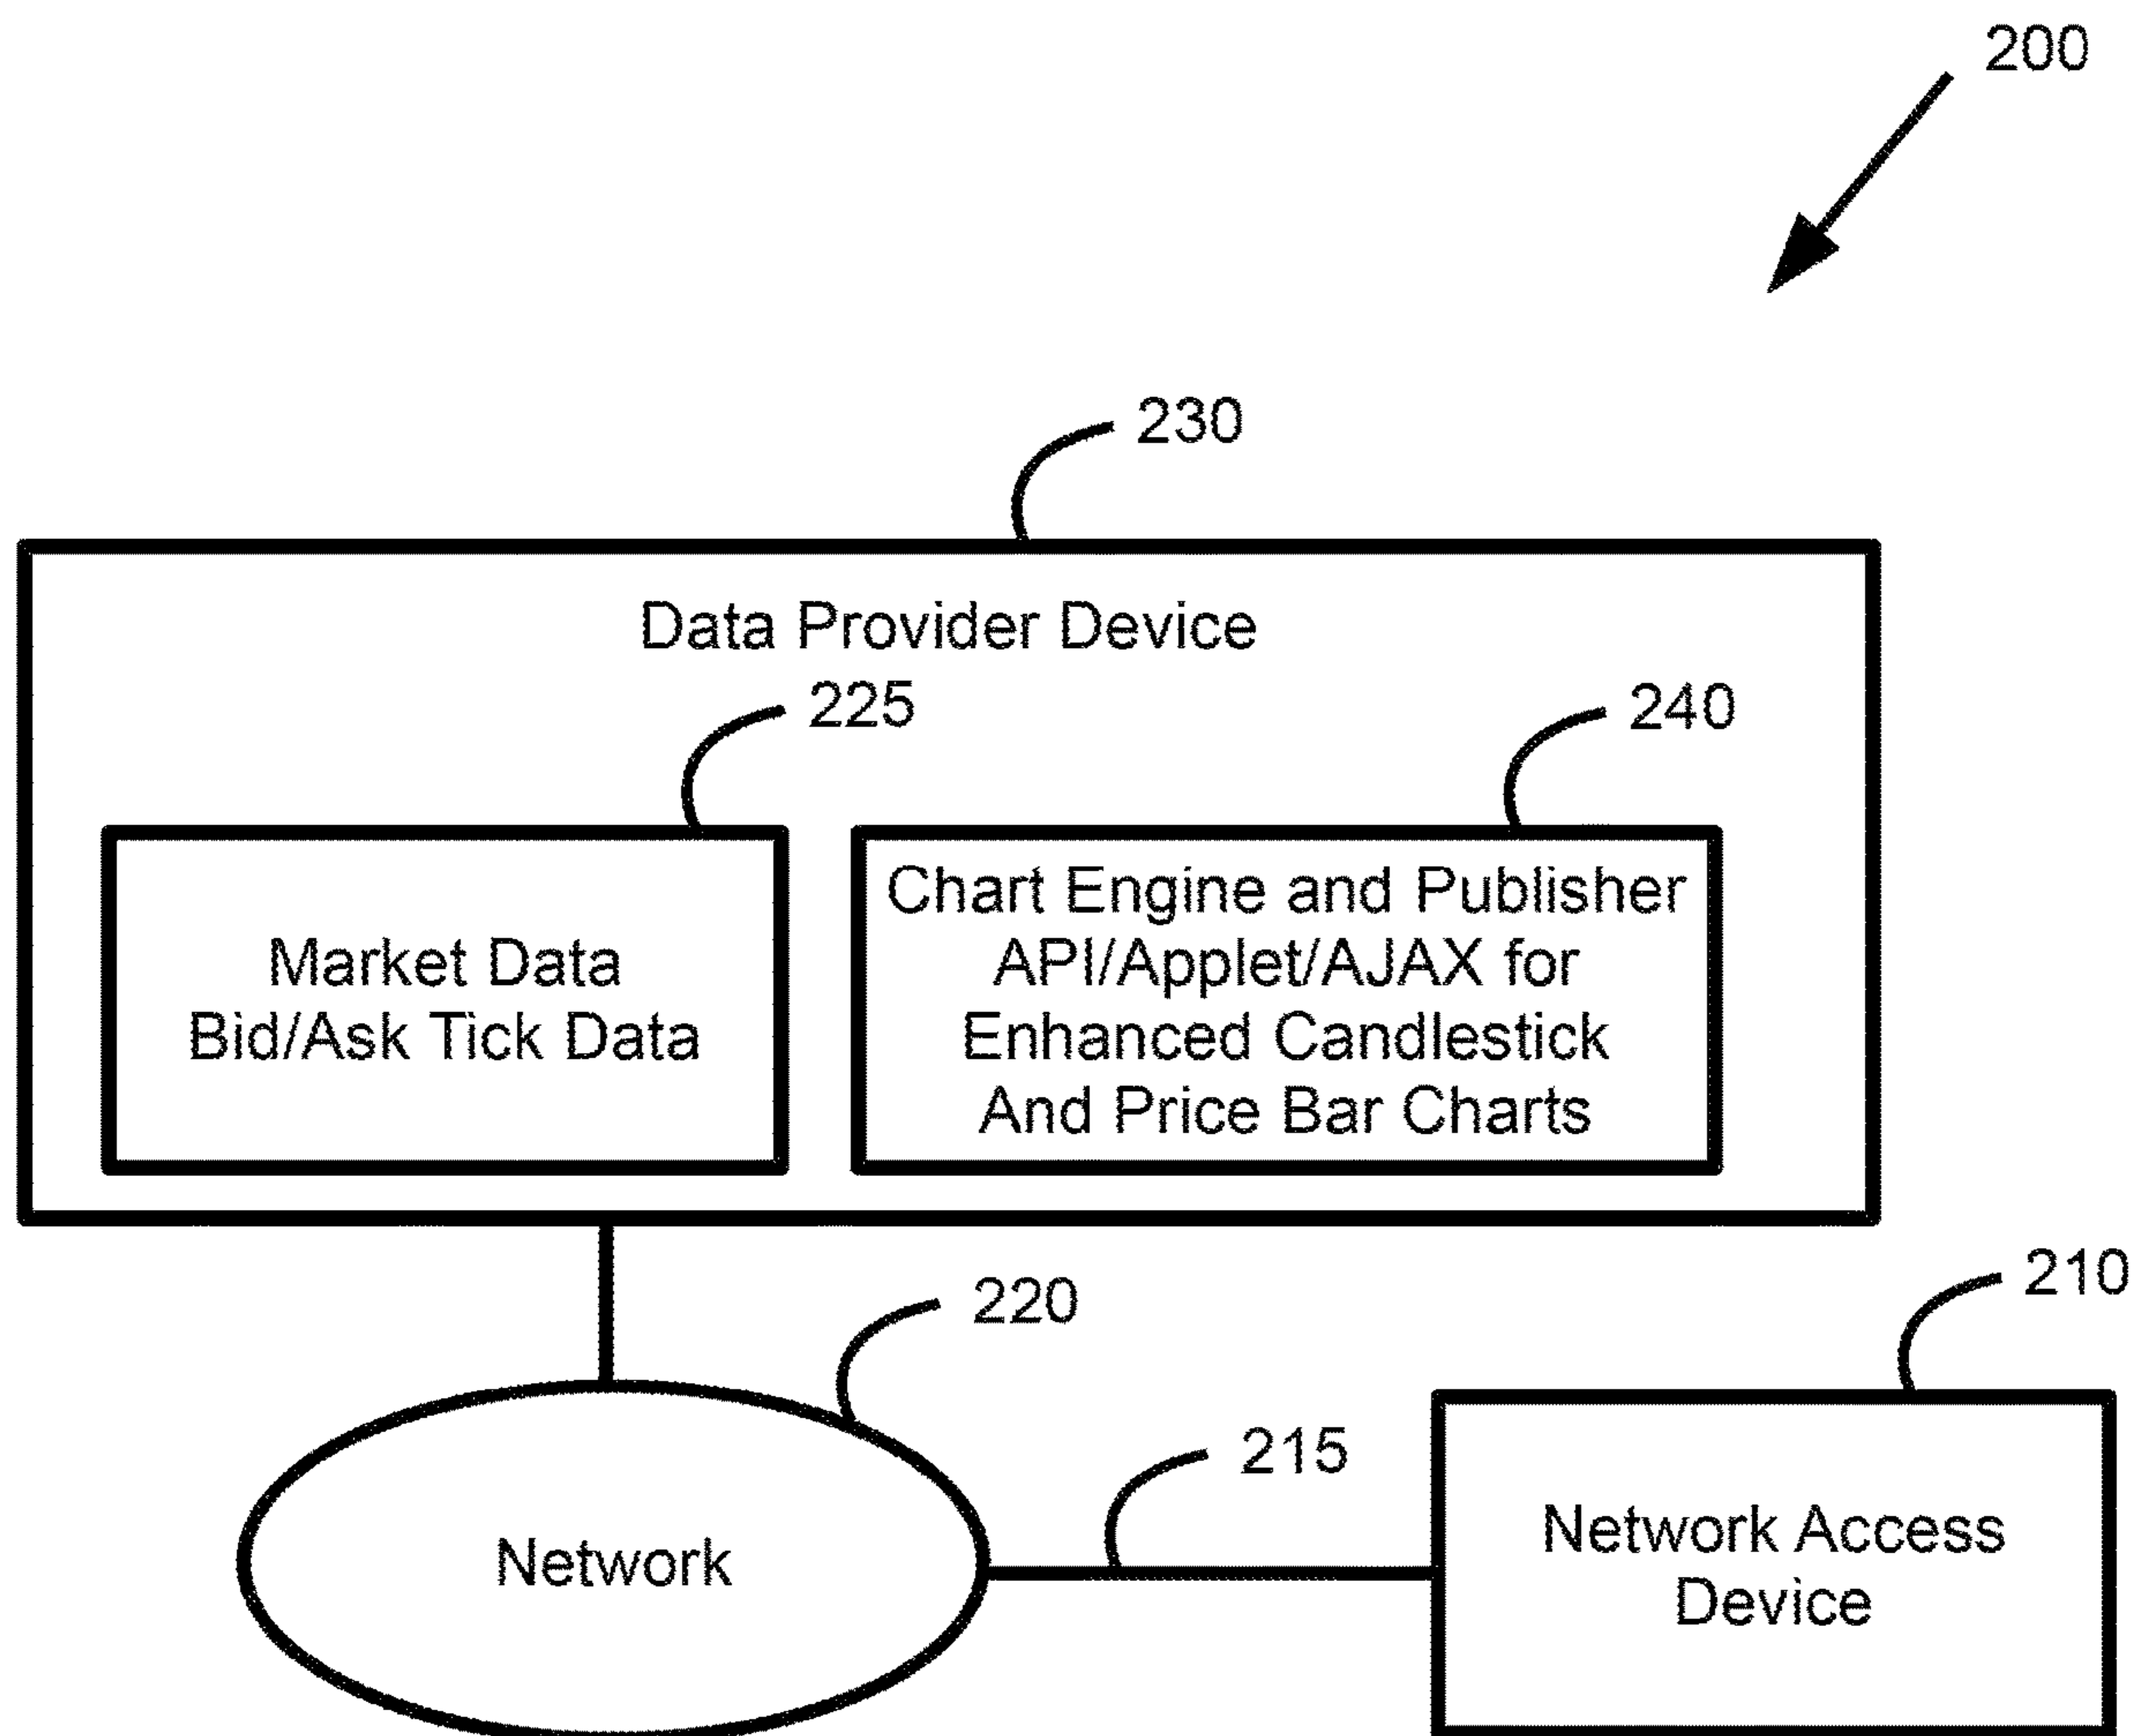 200
230
Data Provider Device
225
240
Market Data
Bid/Ask Tick Data
Chart Engine and Publisher
API/Applet/AJAX for
Enhanced Candlestick
And Price Bar Charts
220
210
215
Network
Network Access
Device